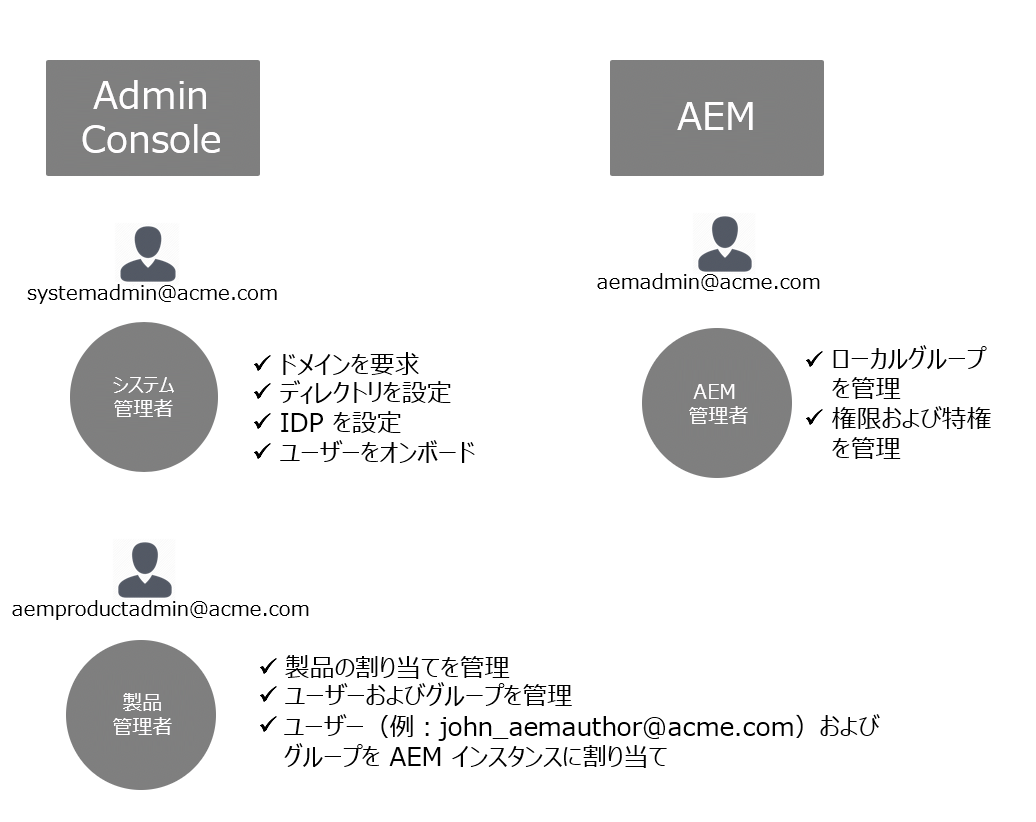 Admin
Console
AEM
systemadmin@acme.com
aemadmin@acme.com
システム
管理者
✓ ドメインを要求
✓ ディレクトリを設定
✓ IDP を設定
✓ ユーザーをオンボード
AEM
管理者
✓ ローカルグループ
を管理
✓ 権限および特権
を管理
aemproductadmin@acme.com
製品
管理者
✓ 製品の割り当てを管理
✓ ユーザーおよびグループを管理
✓ ユーザー（例：john_aemauthor@acme.com）および
グループを AEM インスタンスに割り当て